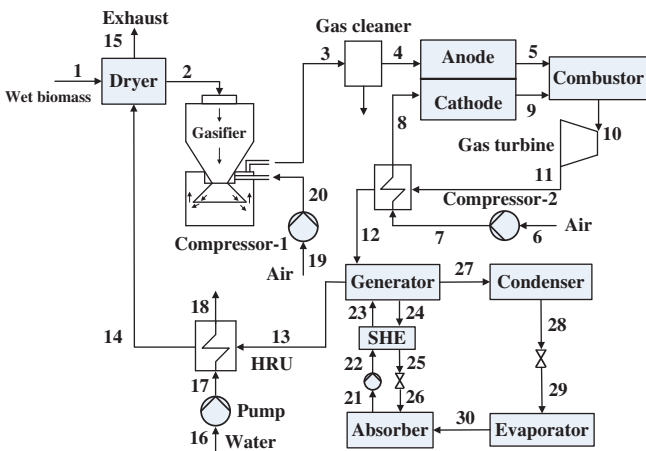 Exhaust
Gas cleaner
15
1
2
3
4
Anode
5
Dryer
Combustor
Wet biomass
Cathode
Gasifier
8
9
10
Gas turbine
11
20
Compressor-2
Compressor-1
12
7
6
Air
Air
19
27
Generator
Condenser
18
23
24
28
14
13
SHE
HRU
22
25
17
29
21
26
Pump
30
16
Water
Absorber
Evaporator